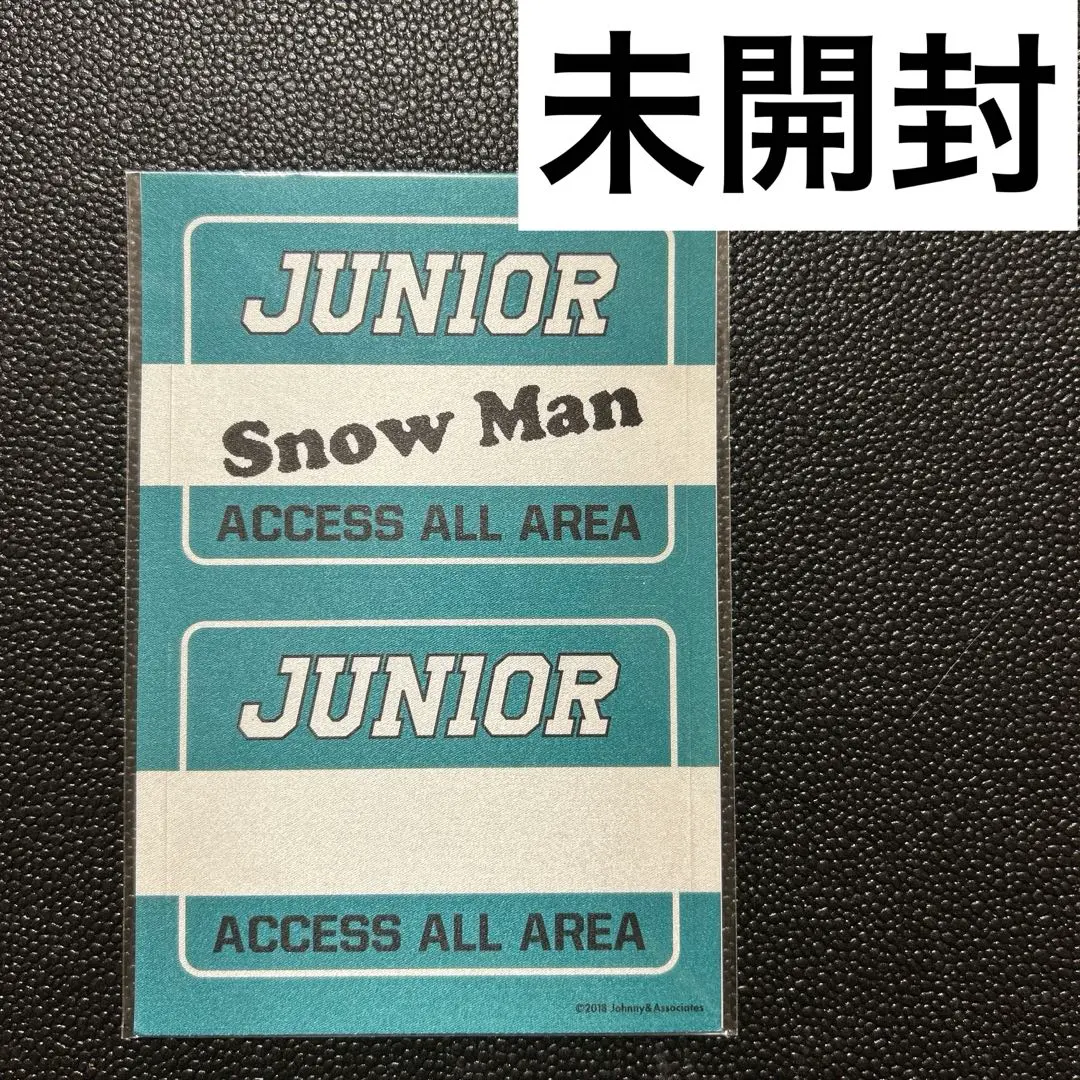 未開封
JUNIOR
Snow Man
ACCESS ALL AREA
JUNIOR
ACCESS ALL AREA
©2018 Johnny&Associates